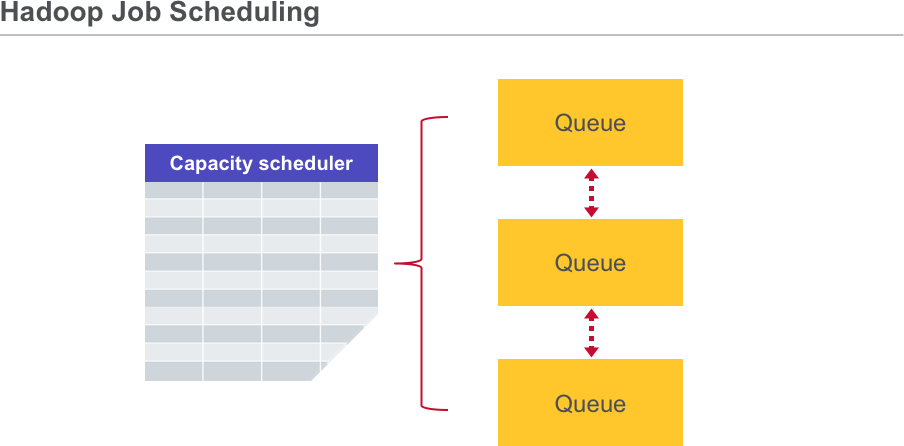 Hadoop Job Scheduling
Capacity scheduler
Queue
Queue
Queue